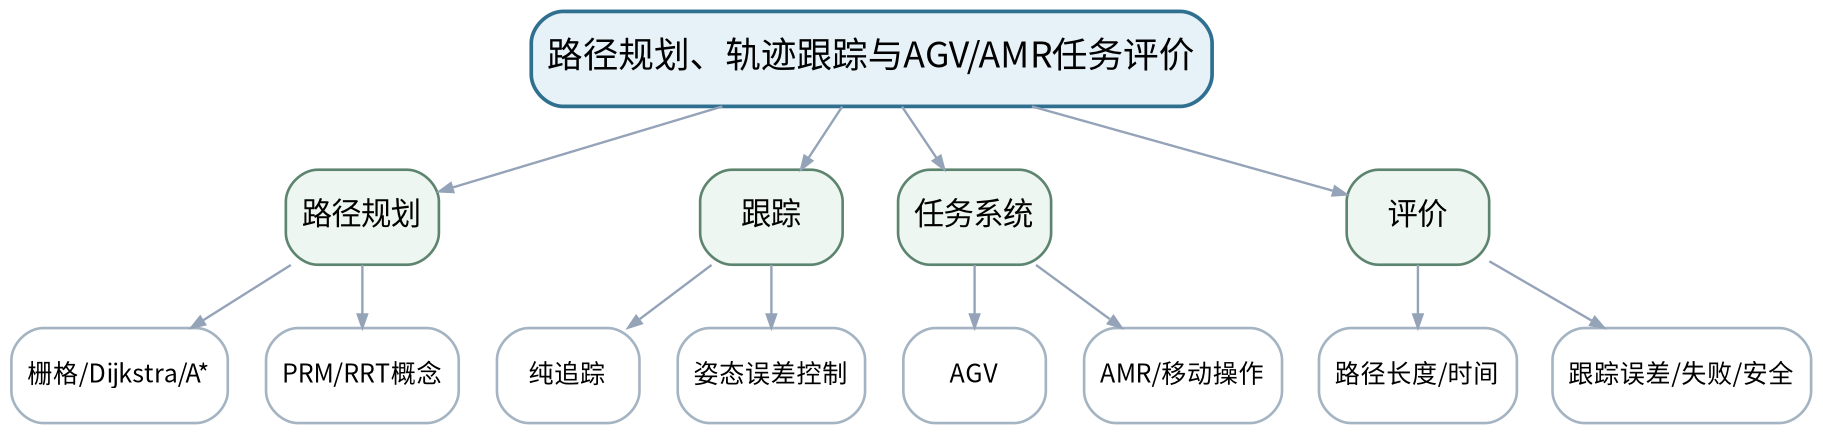 路径规划、轨迹跟踪与AGV/AMR任务评价
路径规划
跟踪
任务系统
评价
栅格/Dijkstra/A*
PRM/RRT概念
纯追踪
姿态误差控制
AGV
AMR/移动操作
路径长度/时间
跟踪误差/失败/安全